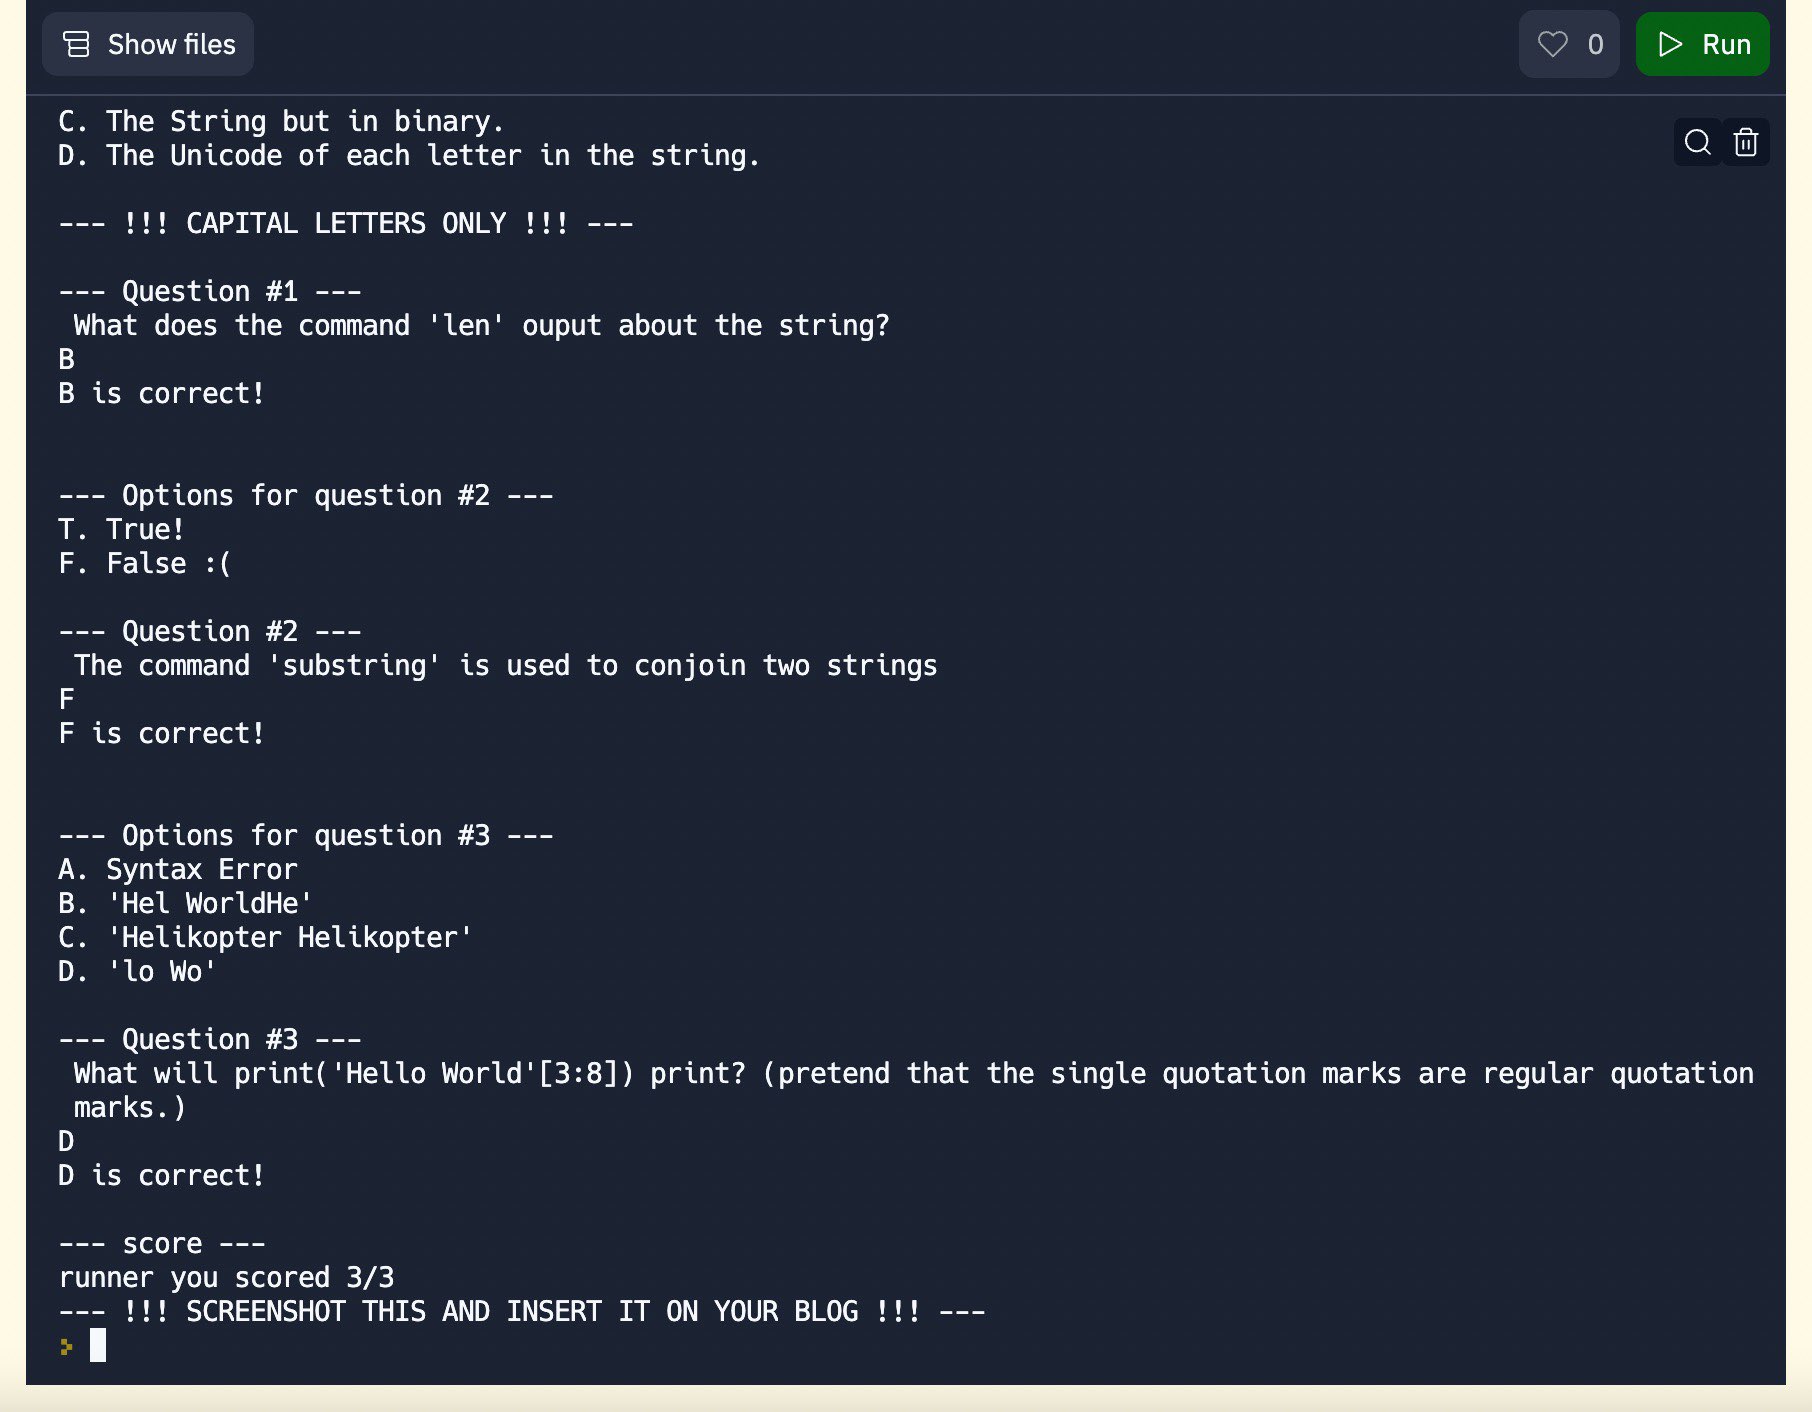 Show files
0
Run
C. The String but in binary.
D. The Unicode of each letter in the string.
--- !!! CAPITAL LETTERS ONLY !!! ---
--- Question #1 ---
What does the command 'len' ouput about the string?
B
B is correct!
--- Options for question #2 ---
T. True!
F. False :(
--- Question #2 ---
The command 'substring' is used to conjoin two strings
F
F is correct!
--- Options for question #3 ---
A. Syntax Error
B. 'Hel WorldHe'
C. 'Helikopter Helikopter'
D. 'lo Wo'
--- Question #3 ---
What will print('Hello World'[3:8]) print? (pretend that the single quotation marks are regular quotation
marks.)
D
D is correct!
--- score ---
runner you scored 3/3
--- !!! SCREENSHOT THIS AND INSERT IT ON YOUR BLOG !!! ---